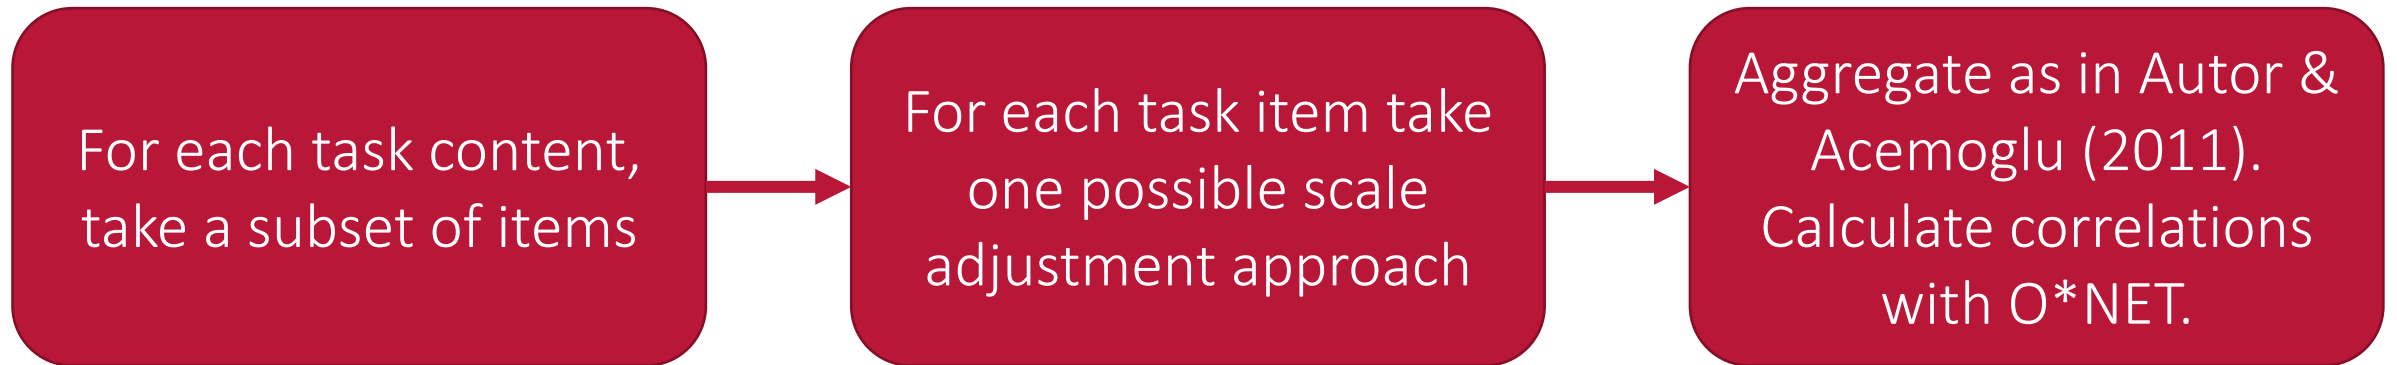 For each task content,
take a subset of items
For each task item take
one possible scale
adjustment approach
Aggregate as in Autor &
Acemoglu (2011).
Calculate correlations
with O*NET.